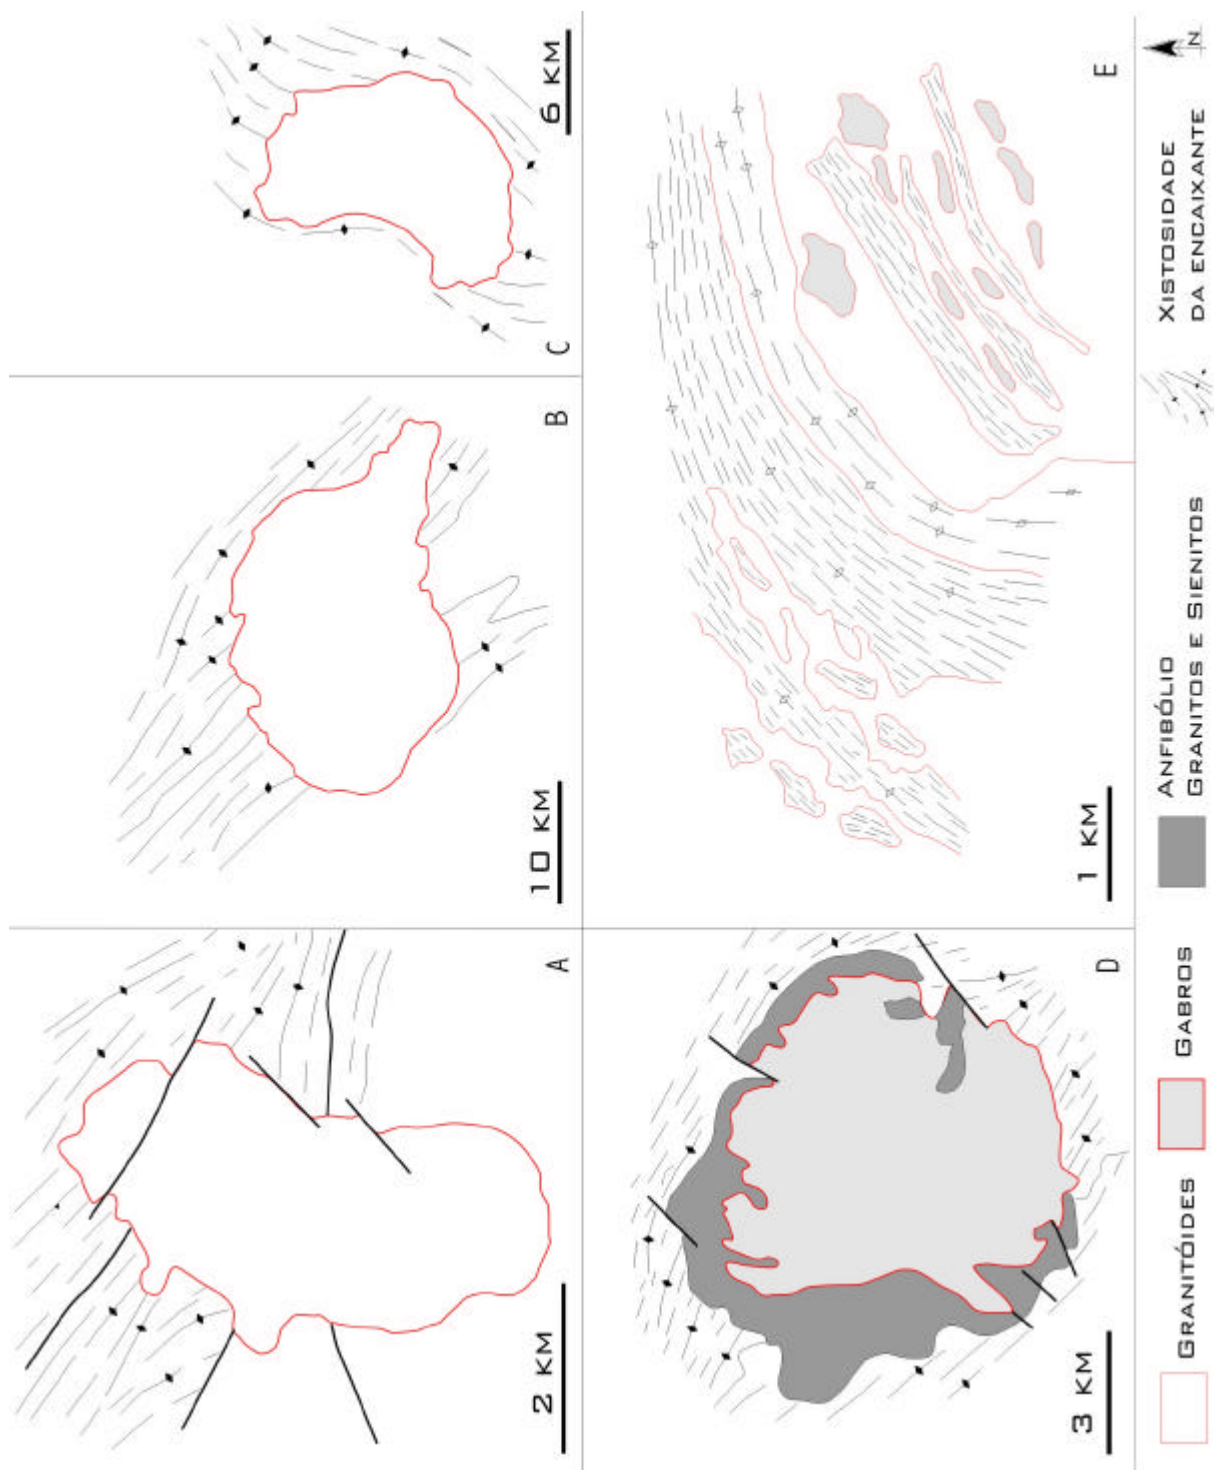 A
2 KM
B
10 KM
C
6 KM
D
3 KM
E
1 KM
GRANITÓIDES
GABROS
ANFIBÓLIO
GRANITOS E SIENITOS
XISTOSIDADE
DA ENCAIXANTE
N